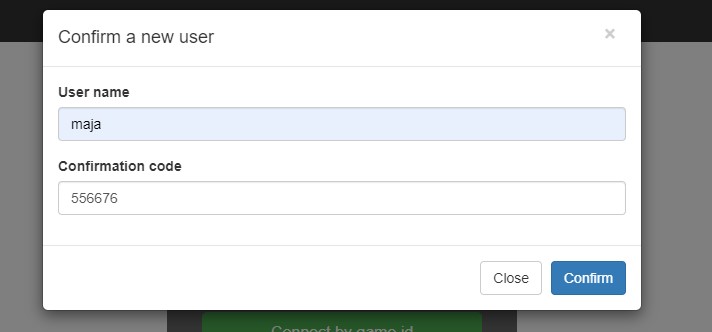 Confirm a new user
×
User name
maja
Confirmation code
556676
Close Confirm
Connect by game id